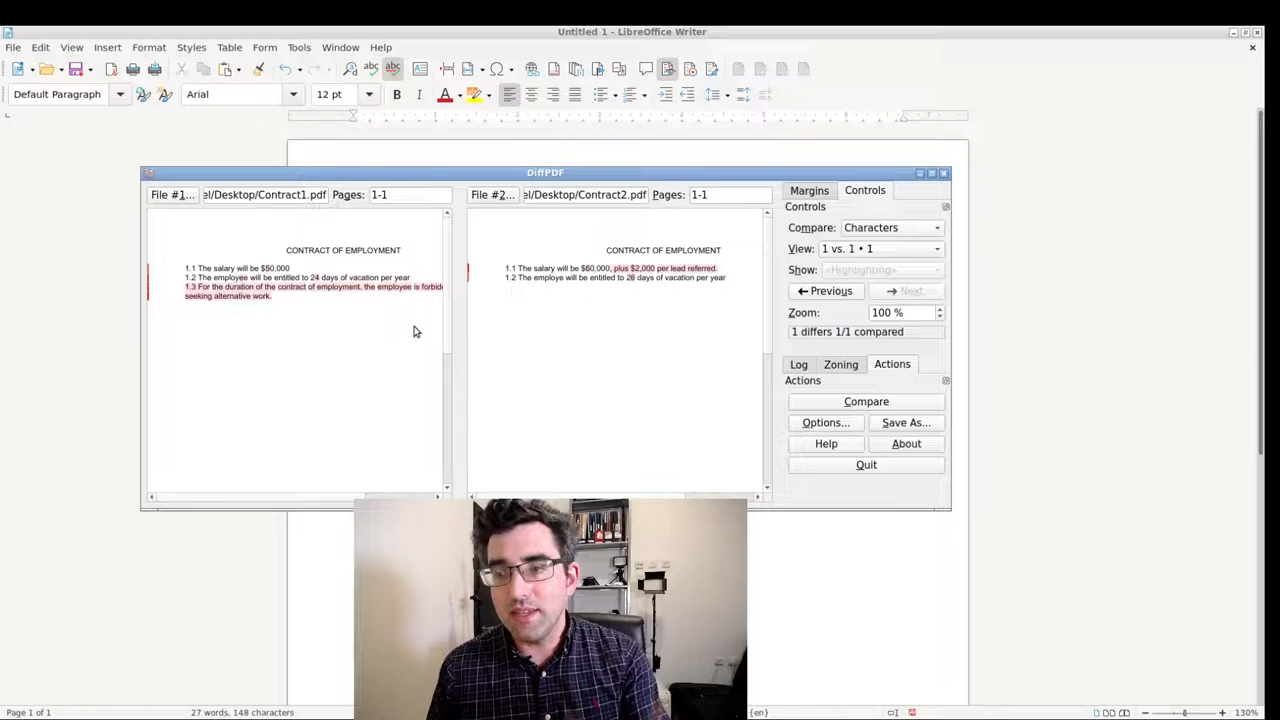 Untitled 1 - LibreOffice Writer
File Edit View Insert Format Styles Table Form Tools Window Help
Default Paragraph Arial 12 pt
DiffPDF
File #1... el/Desktop/Contract1.pdf Pages: 1-1 File #2... el/Desktop/Contract2.pdf Pages: 1-1
CONTRACT OF EMPLOYMENT
1.1 The salary will be $50,000
1.2 The employee will be entitled to 24 days of vacation per year
1.3 For the duration of the contract of employment, the employee is forbide
seeking alternative work.
CONTRACT OF EMPLOYMENT
1.1 The salary will be $60,000, plus $2,000 per lead referred.
1.2 The employe will be entitled to 26 days of vacation per year
Margins Controls
Controls
Compare: Characters
View: 1 vs. 1 •
Show: «Highlighting»
Previous Next
Zoom: 100 %
1 differs 1/1 compared
Log Zoning Actions
Actions
Compare
Options... Save As...
Help About
Quit
Page 1 of 1 27 words, 148 characters {en} 130%